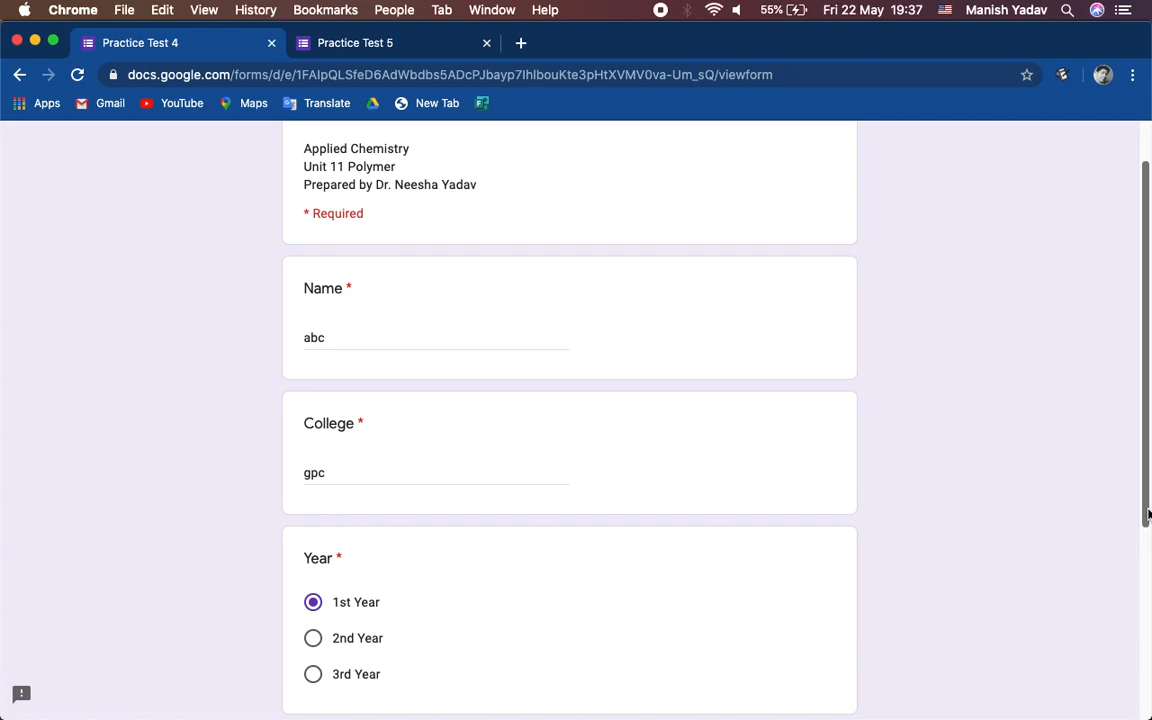 Chrome File Edit View History Bookmarks People Tab Window Help 55% Fri 22 May 19:37 Manish Yadav
Practice Test 4 Practice Test 5
docs.google.com/forms/d/e/1FAIpQLSfeD6AdWbdbs5ADcPJbayp7IhlbouKte3pHtXVMV0va-Um_sQ/viewform
Apps Gmail YouTube Maps Translate New Tab
Applied Chemistry
Unit 11 Polymer
Prepared by Dr. Neesha Yadav
* Required
Name *
abc
College *
gpc
Year *
1st Year
2nd Year
3rd Year